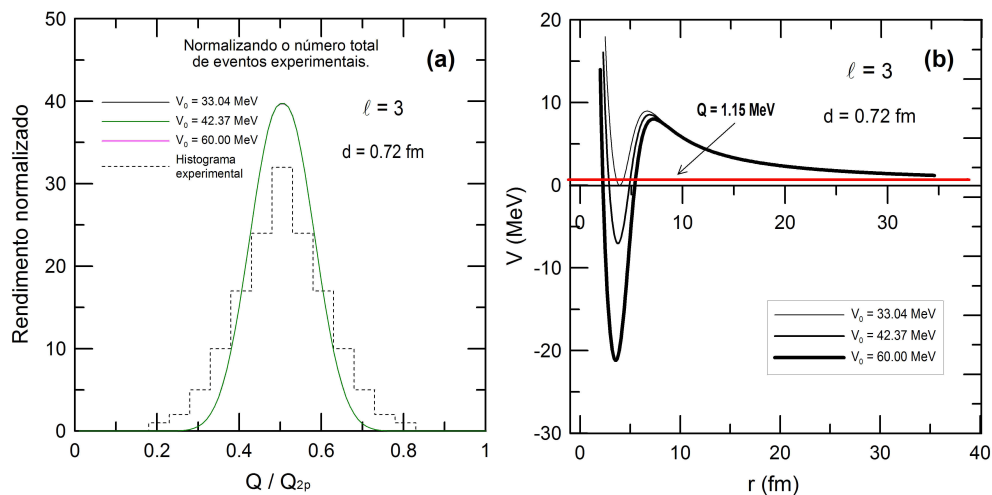 Normalizando o número total
de eventos experimentais.
(a)
V₀ = 33.04 MeV
V₀ = 42.37 MeV
V₀ = 60.00 MeV
Histograma
experimental
ℓ = 3
d = 0.72 fm
50
40
30
20
10
0
Rendimento normalizado
0 0.2 0.4 0.6 0.8 1
Q / Q₂ₚ
(b)
ℓ = 3
d = 0.72 fm
Q = 1.15 MeV
20
10
0
-10
-20
-30
V (MeV)
0 10 20 30
V₀ = 33.04 MeV
V₀ = 42.37 MeV
V₀ = 60.00 MeV
0 10 20 30 40
r (fm)